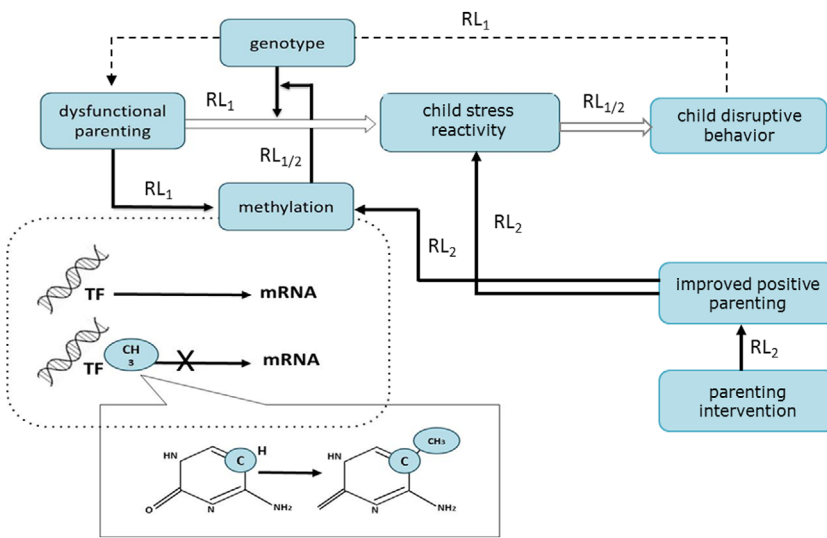 RL₁
genotype
dysfunctional
parenting
RL₁
child stress
reactivity
RL₁/₂
child disruptive
behavior
RL₁/₂
RL₁
methylation
RL₂
RL₂
improved positive
parenting
RL₂
parenting
intervention
TF
mRNA
TF
CH
3
X
mRNA
HN
C
H
O
N
NH₂
HN
C
CH₃
N
NH₂